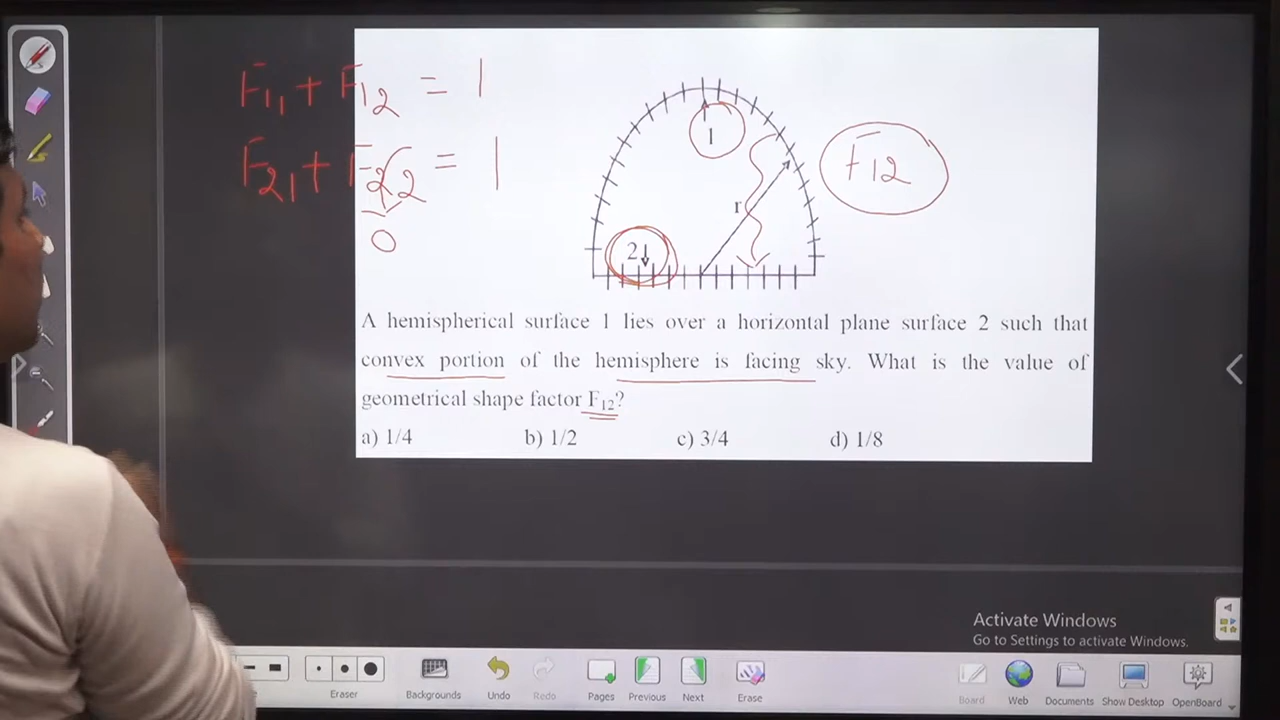 F₁₁ + F₁₂ = 1
F₂₁ + F₂₂ = 1
0
1
r
2
F₁₂
A hemispherical surface 1 lies over a horizontal plane surface 2 such that
convex portion of the hemisphere is facing sky. What is the value of
geometrical shape factor F₁₂?
a) 1/4 b) 1/2 c) 3/4 d) 1/8
Activate Windows
Go to Settings to activate Windows.
Eraser Backgrounds Undo Redo Pages Previous Next Erase Board Web Documents Show Desktop OpenBoard